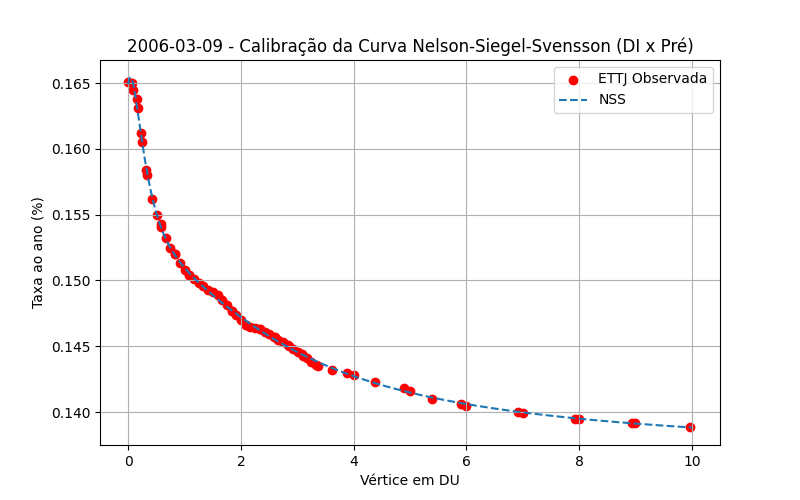 2006-03-09 - Calibração da Curva Nelson-Siegel-Svensson (DI x Pré)
ETTJ Observada
NSS
Taxa ao ano (%)
0.165
0.160
0.155
0.150
0.145
0.140
0 2 4 6 8 10
Vértice em DU